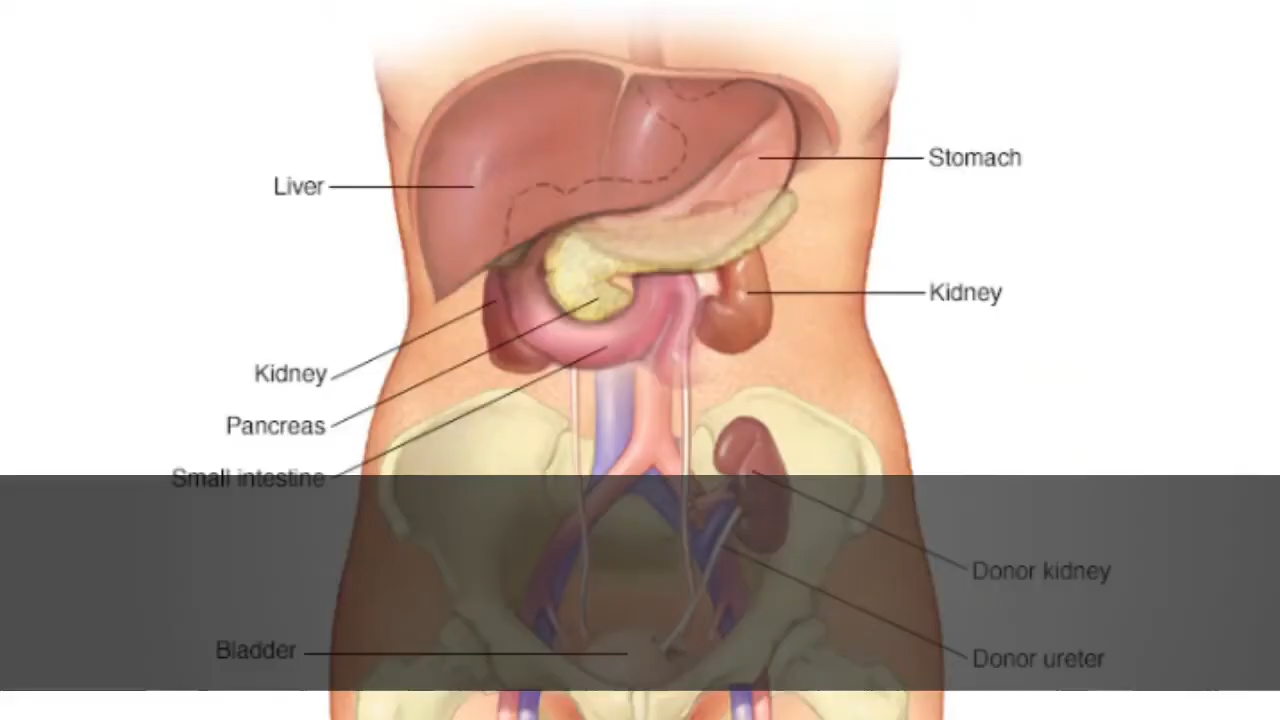 Stomach
Liver
Kidney
Kidney
Pancreas
Small intestine
Donor kidney
Bladder
Donor ureter